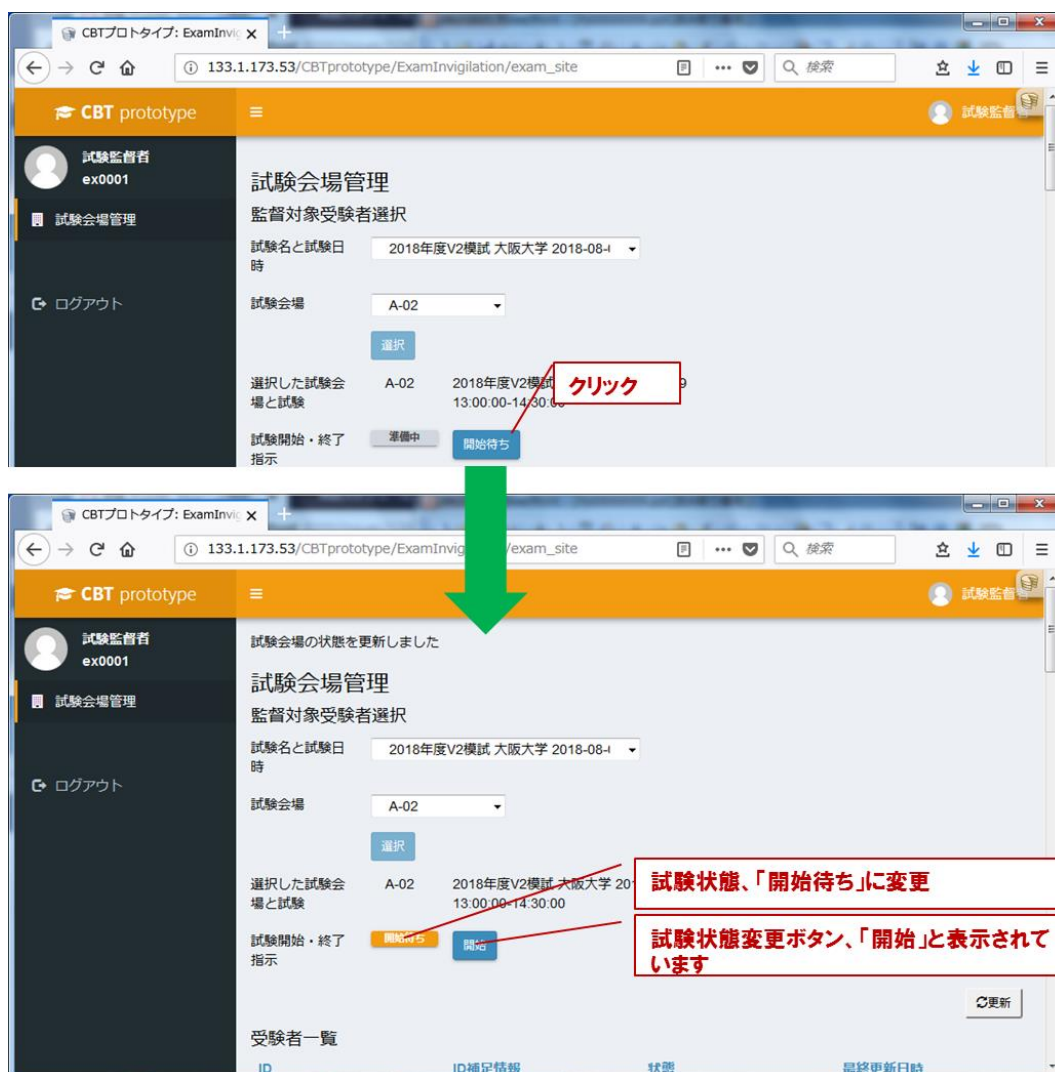 CBTプロトタイプ: ExamInvig
133.1.173.53/CBTprototype/ExamInvigilation/exam_site
検索
CBT prototype
試験監督
試験監督者
ex0001
試験会場管理
ログアウト
試験会場管理
監督対象受験者選択
試験名と試験日
時
2018年度V2模試 大阪大学 2018-08-
試験会場
A-02
選択
選択した試験会
場と試験
A-02
2018年度V2模試
9
13:00:00-14:30:00
クリック
試験開始・終了
指示
準備中
開始待ち
CBTプロトタイプ: ExamInvig
133.1.173.53/CBTprototype/ExamInvig /exam_site
検索
CBT prototype
試験監督
試験監督者
ex0001
試験会場管理
ログアウト
試験会場の状態を更新しました
試験会場管理
監督対象受験者選択
試験名と試験日
時
2018年度V2模試 大阪大学 2018-08-
試験会場
A-02
選択
選択した試験会
場と試験
A-02
2018年度V2模試 大阪大学 20
13:00:00-14:30:00
試験状態、「開始待ち」に変更
試験開始・終了
指示
開始待ち
開始
試験状態変更ボタン、「開始」と表示されて
います
更新
受験者一覧
ID
ID補足情報
状態
最終更新日時